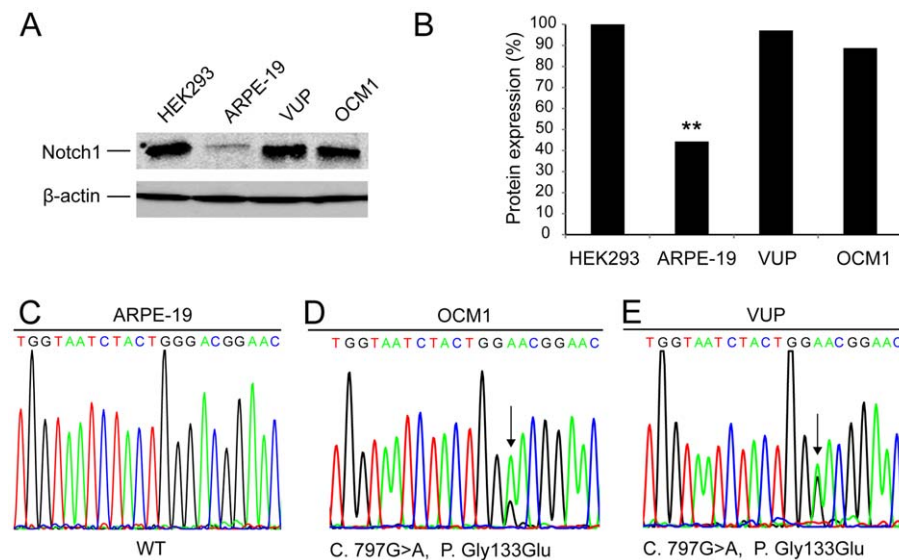 A
HEK293
ARPE-19
VUP
OCM1
Notch1
β-actin
B
Protein expression (%)
100
90
80
70
60
50
40
30
20
10
0
**
HEK293 ARPE-19 VUP OCM1
C
ARPE-19
TGGTAATCTACTGGGACGGAAC
WT
D
OCM1
TGGTAATCTACTGGAACGGAAC
C. 797G>A, P. Gly133Glu
E
VUP
TGGTAATCTACTGGAACGGAAC
C. 797G>A, P. Gly133Glu